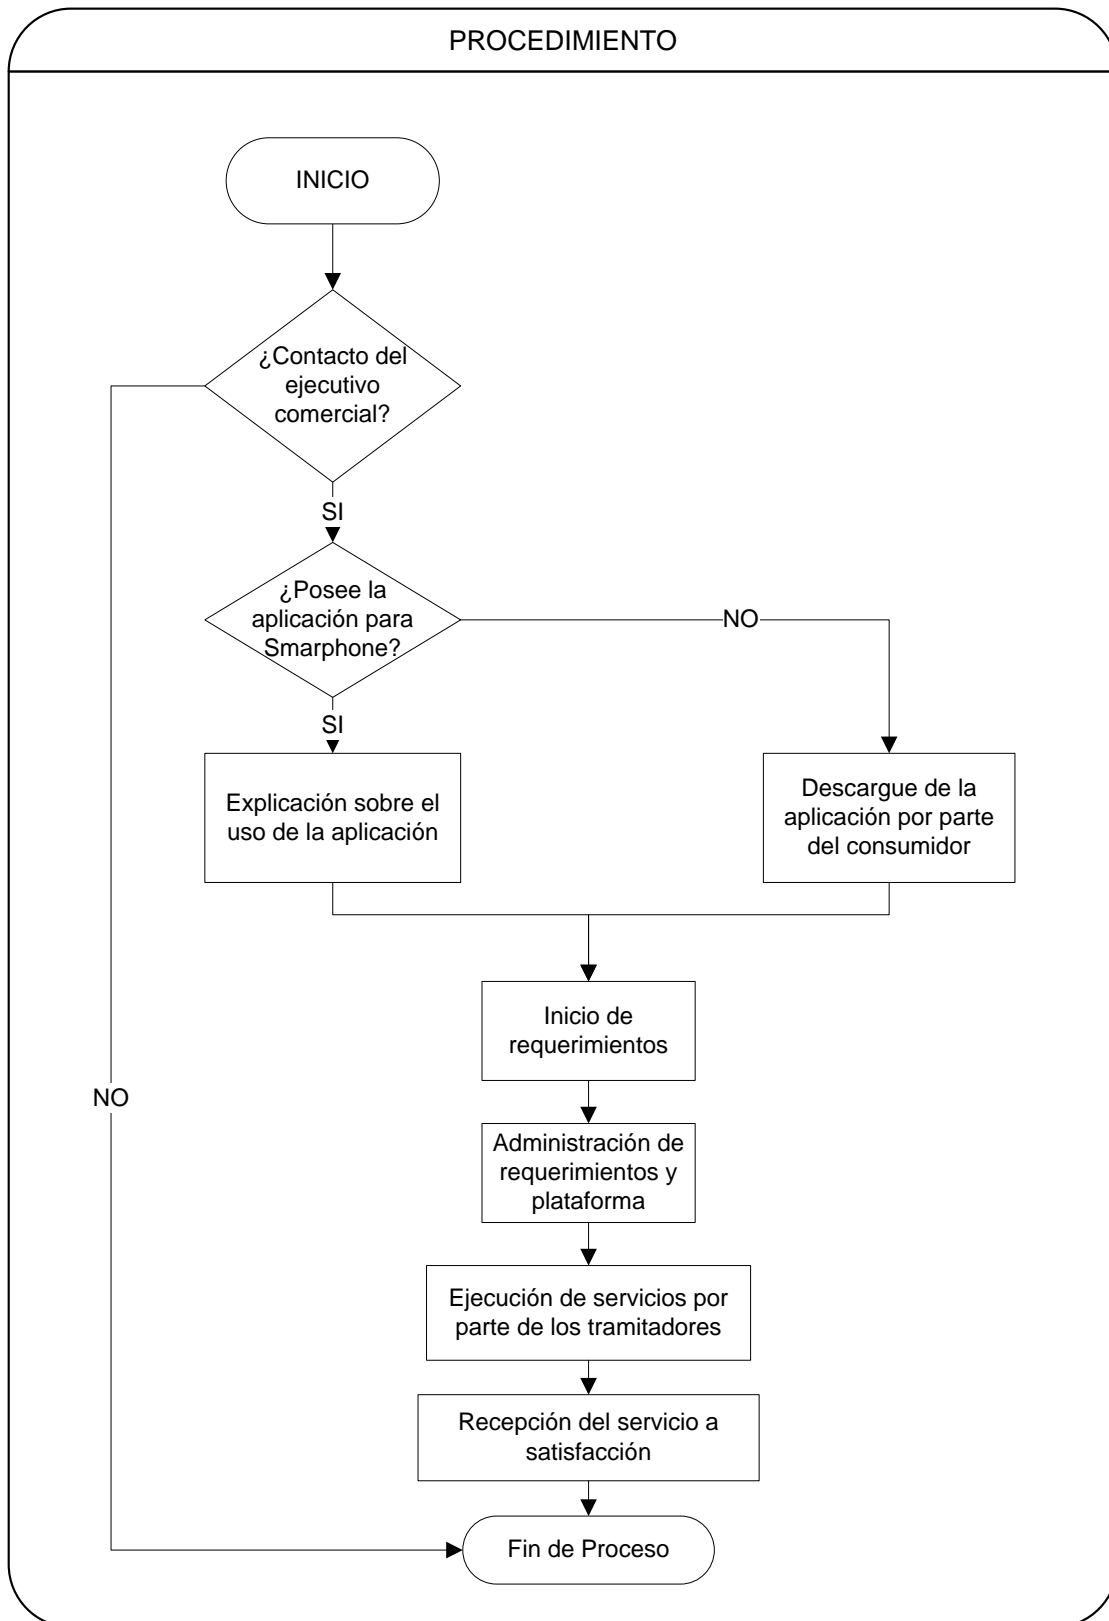 PROCEDIMIENTO
INICIO
¿Contacto del
ejecutivo
comercial?
SI
¿Posee la
aplicación para
Smarphone?
NO
SI
Explicación sobre el
uso de la aplicación
Descargue de la
aplicación por parte
del consumidor
Inicio de
requerimientos
NO
Administración de
requerimientos y
plataforma
Ejecución de servicios por
parte de los tramitadores
Recepción del servicio a
satisfacción
Fin de Proceso